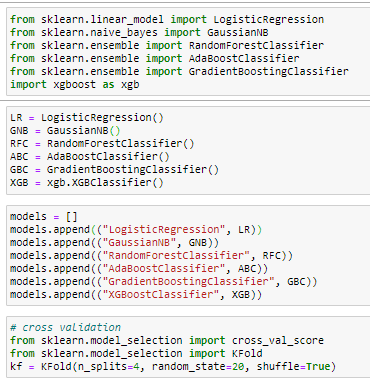 from sklearn.linear_model import LogisticRegression
from sklearn.naive_bayes import GaussianNB
from sklearn.ensemble import RandomForestClassifier
from sklearn.ensemble import AdaBoostClassifier
from sklearn.ensemble import GradientBoostingClassifier
import xgboost as xgb
LR = LogisticRegression()
GNB = GaussianNB()
RFC = RandomForestClassifier()
ABC = AdaBoostClassifier()
GBC = GradientBoostingClassifier()
XGB = xgb.XGBClassifier()
models = []
models.append(("LogisticRegression", LR))
models.append(("GaussianNB", GNB))
models.append(("RandomForestClassifier", RFC))
models.append(("AdaBoostClassifier", ABC))
models.append(("GradientBoostingClassifier", GBC))
models.append(("XGBoostClassifier", XGB))
# cross validation
from sklearn.model_selection import cross_val_score
from sklearn.model_selection import KFold
kf = KFold(n_splits=4, random_state=20, shuffle=True)